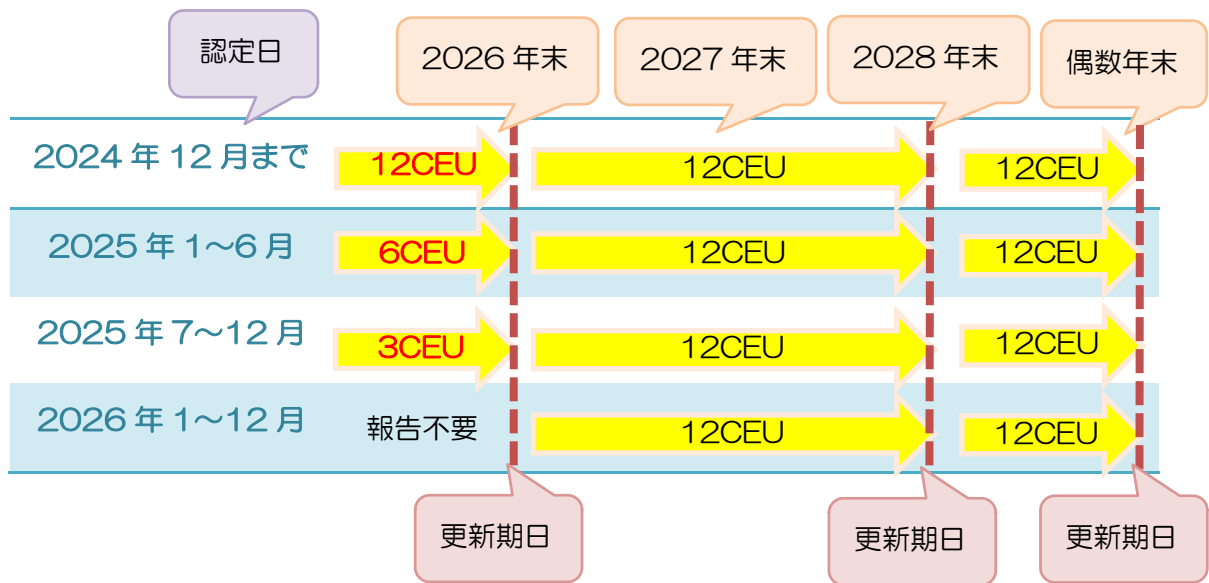 認定日
2026 年末
2027 年末
2028 年末
偶数年末
2024 年 12 月まで
12CEU
12CEU
12CEU
2025 年 1～6 月
6CEU
12CEU
12CEU
2025 年 7～12 月
3CEU
12CEU
12CEU
2026 年 1～12 月
報告不要
12CEU
12CEU
更新期日
更新期日
更新期日